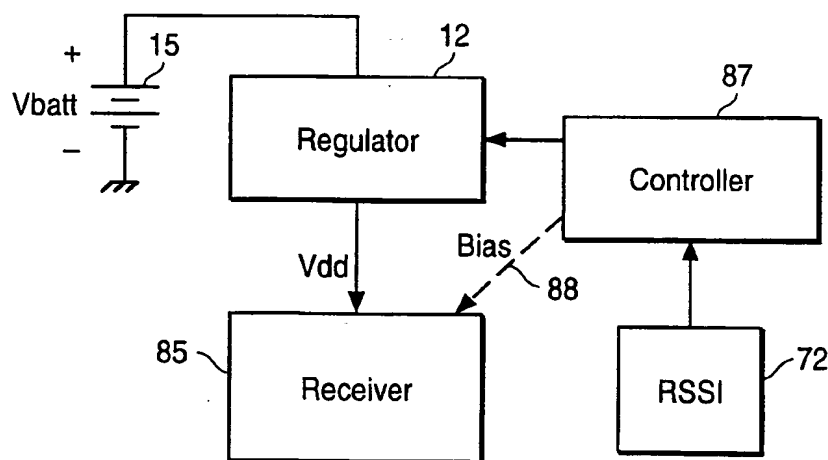 +
15
Vbatt
−
12
Regulator
87
Controller
Vdd
Bias
88
85
Receiver
RSSI
72